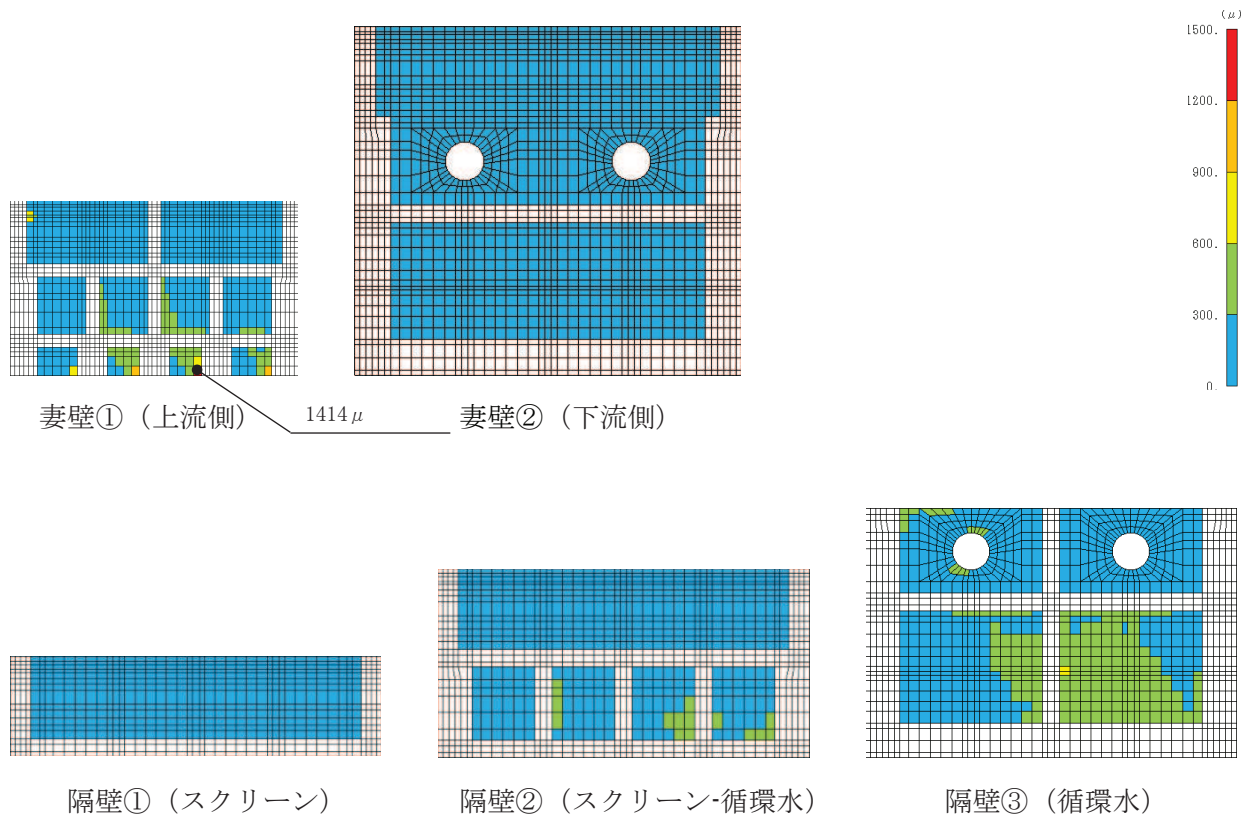 (μ)
1500.
1200.
900.
600.
300.
0.
妻壁①（上流側）
1414μ
妻壁②（下流側）
隔壁①（スクリーン）
隔壁②（スクリーン-循環水）
隔壁③（循環水）